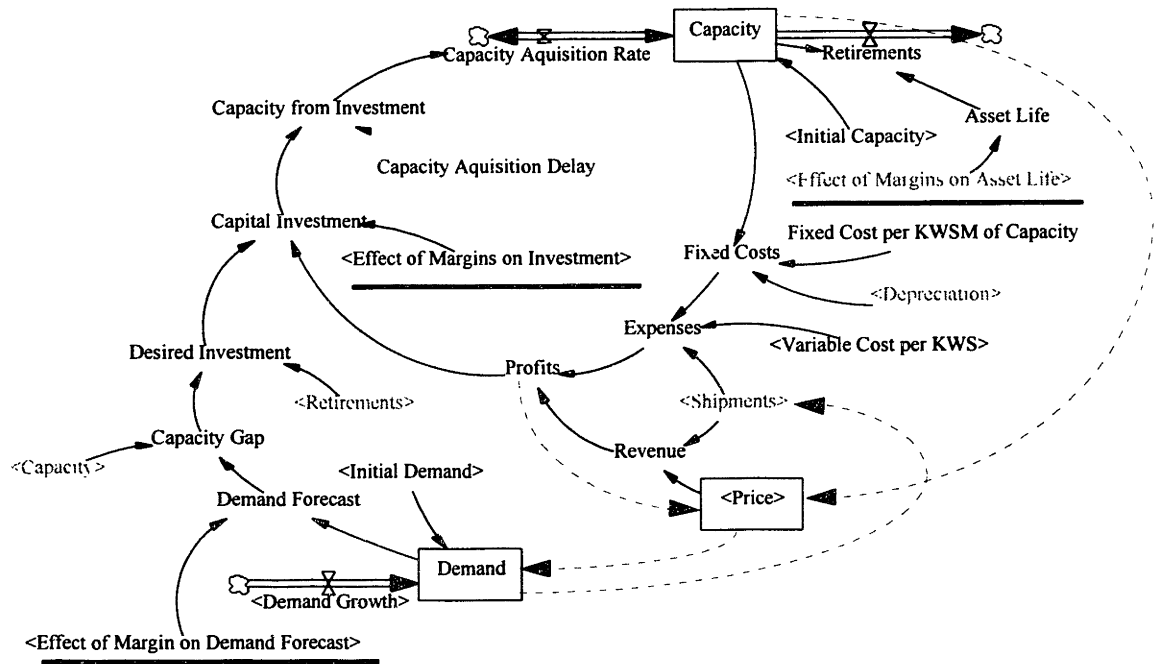 Capacity
Capacity Aquisition Rate
Retirements
Capacity from Investment
Asset Life
<Initial Capacity>
Capacity Aquisition Delay
<Effect of Margins on Asset Life>
Capital Investment
Fixed Cost per KWSM of Capacity
Fixed Costs
<Effect of Margins on Investment>
<Depreciation>
Expenses
<Variable Cost per KWS>
Desired Investment
Profits
<Retirements>
<Shipments>
Capacity Gap
Revenue
<Capacity>
<Initial Demand>
Demand Forecast
<Price>
Demand
<Demand Growth>
<Effect of Margin on Demand Forecast>